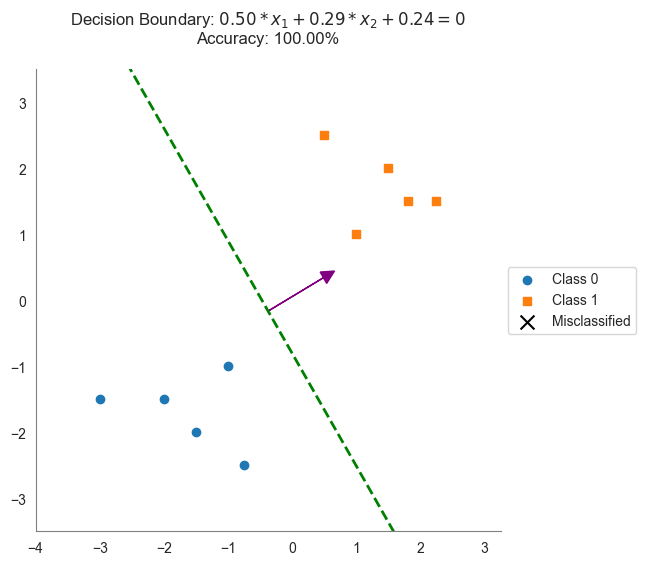 Decision Boundary: 0.50 * x₁ + 0.29 * x₂ + 0.24 = 0
Accuracy: 100.00%
3
2
1
0
−1
−2
−3
−4 −3 −2 −1 0 1 2 3
Class 0
Class 1
Misclassified